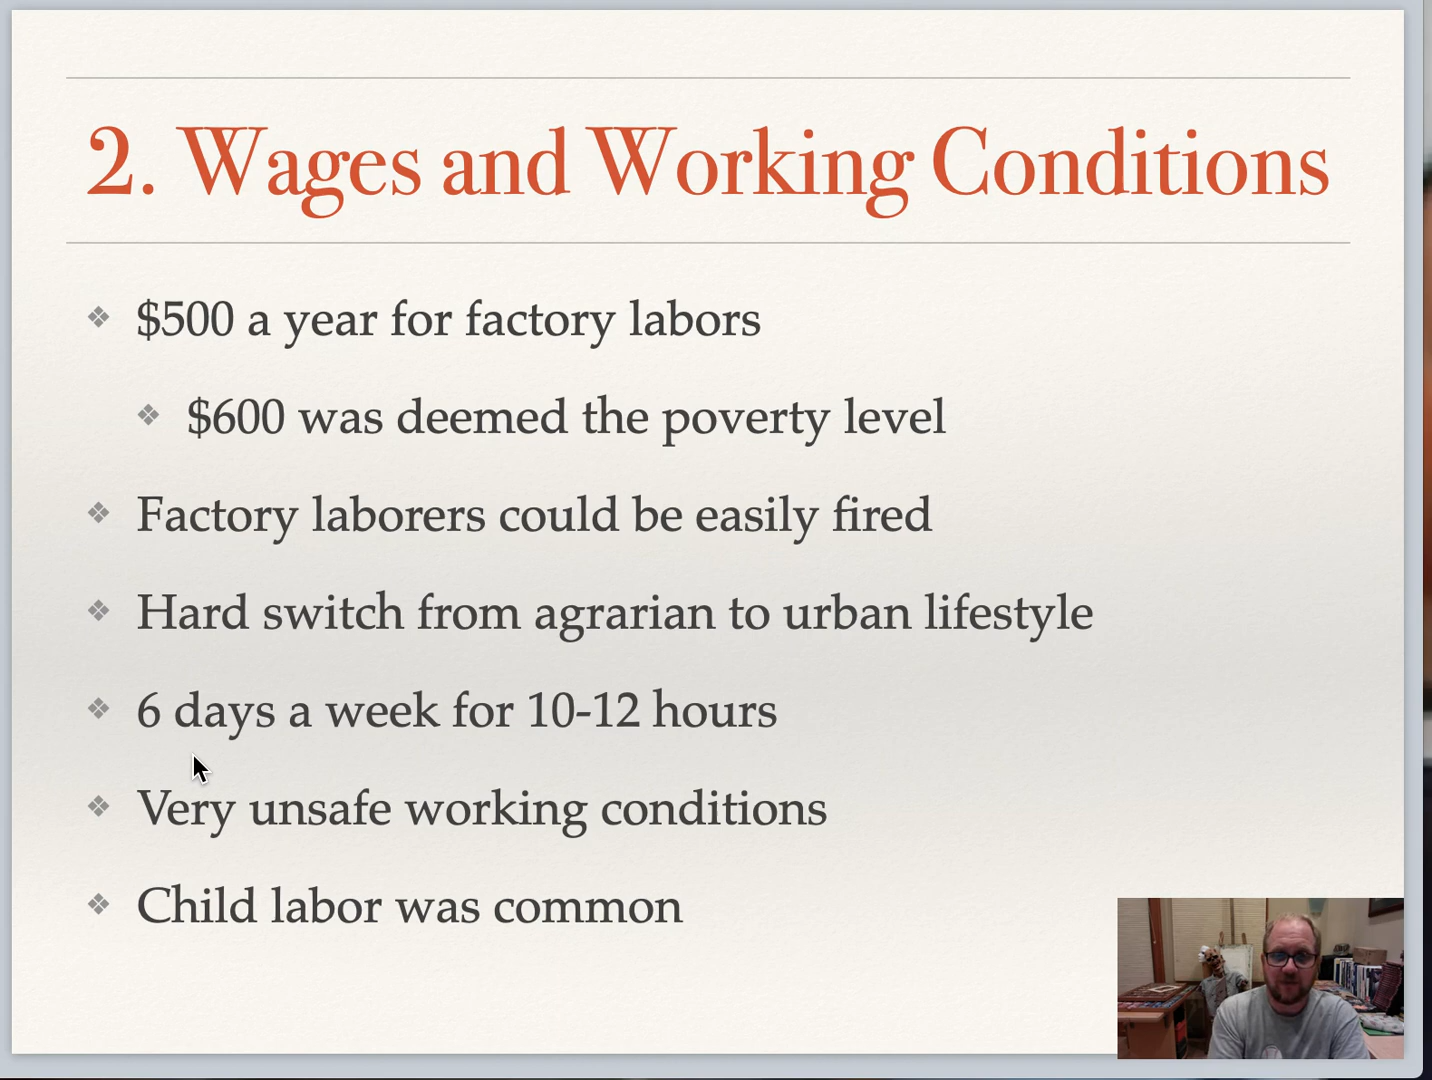 2. Wages and Working Conditions
$500 a year for factory labors
$600 was deemed the poverty level
Factory laborers could be easily fired
Hard switch from agrarian to urban lifestyle
6 days a week for 10-12 hours
Very unsafe working conditions
Child labor was common